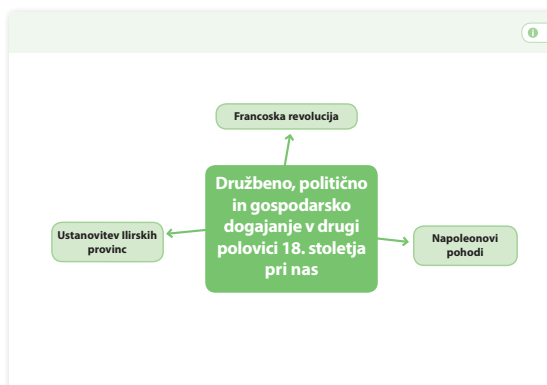 Francoska revolucija
Družbeno, politično
in gospodarsko
dogajanje v drugi
polovici 18. stoletja
pri nas
Ustanovitev Ilirskih
provinc
Napoleonovi
pohodi